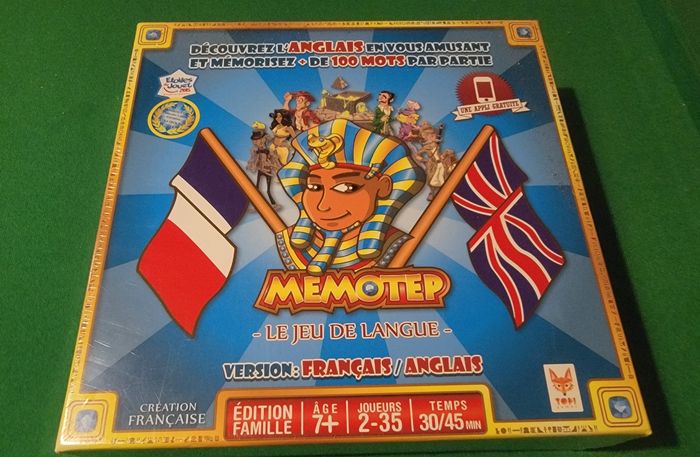 DÉCOUVREZ L'ANGLAIS EN VOUS AMUSANT
ET MÉMORISEZ + DE 100 MOTS PAR PARTIE
Etoiles
du Jouet
UNE APPLI GRATUITE
MEMOTEP
- LE JEU DE LANGUE -
VERSION: FRANÇAIS / ANGLAIS
CRÉATION
FRANÇAISE
ÉDITION
FAMILLE
ÂGE
7+
JOUEURS
2-35
TEMPS
30/45 MIN
TOPI